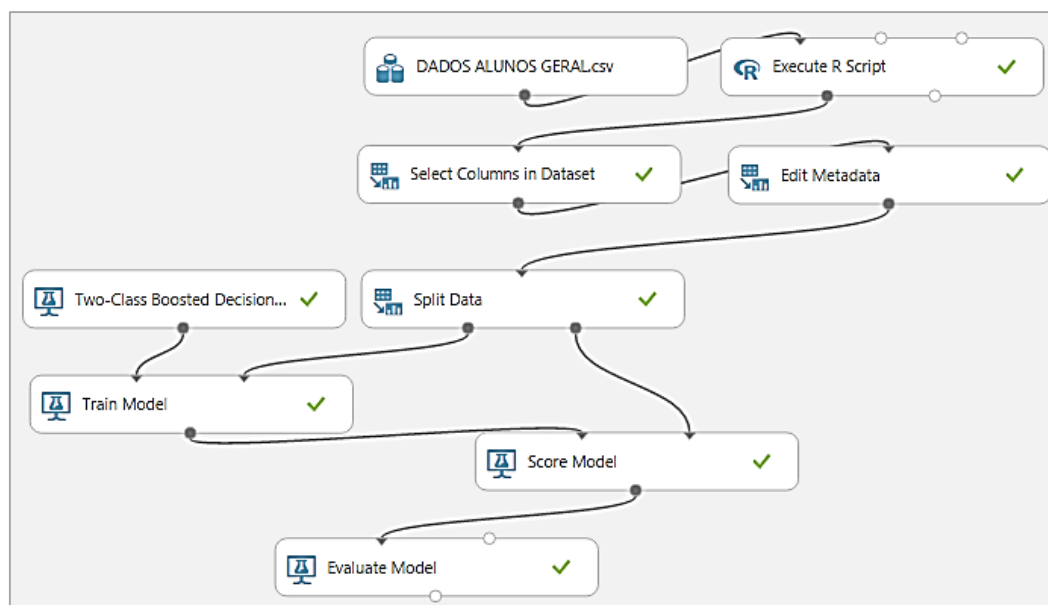 DADOS ALUNOS GERAL.csv
Execute R Script
Select Columns in Dataset
Edit Metadata
Two-Class Boosted Decision...
Split Data
Train Model
Score Model
Evaluate Model